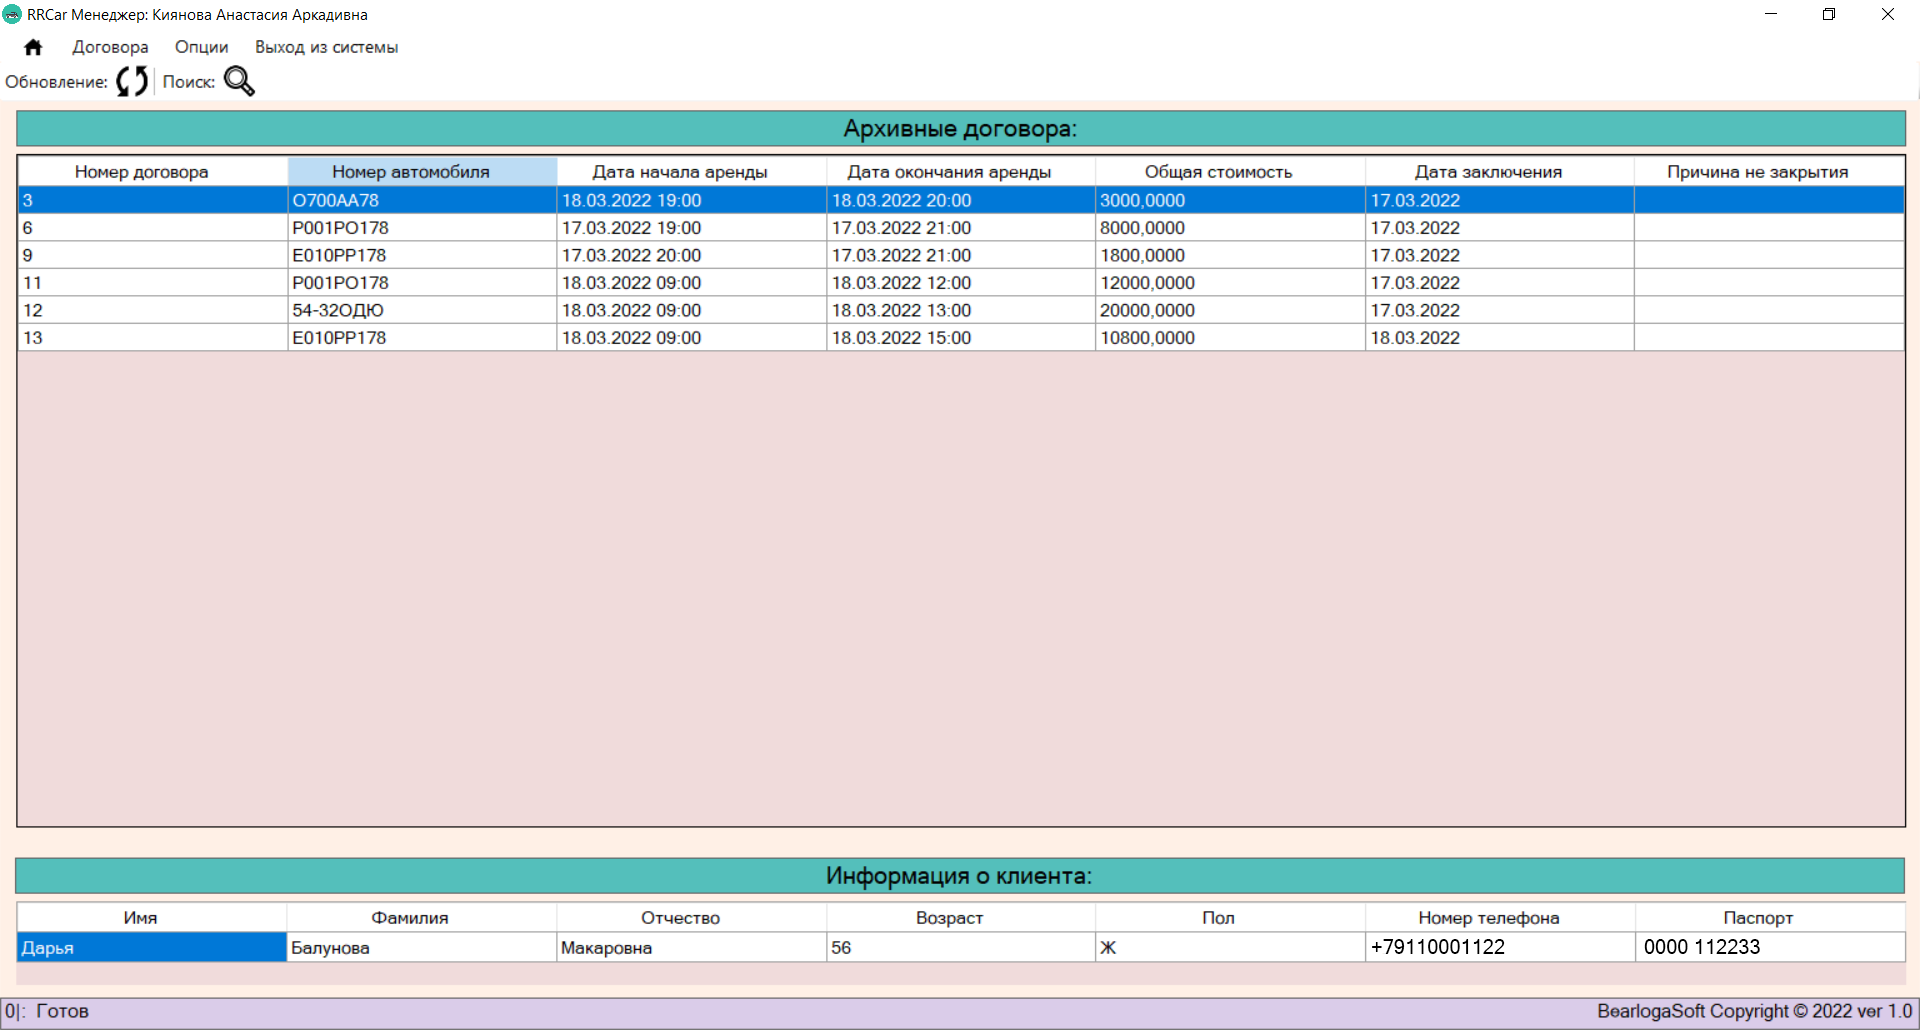 RRCar Менеджер: Киянова Анастасия Аркадивна
Договора Опции Выход из системы
Обновление: Поиск:
Архивные договора:
Номер договора Номер автомобиля Дата начала аренды Дата окончания аренды Общая стоимость Дата заключения Причина не закрытия
3 О700АА78 18.03.2022 19:00 18.03.2022 20:00 3000,0000 17.03.2022
6 Р001РО178 17.03.2022 19:00 17.03.2022 21:00 8000,0000 17.03.2022
9 Е010РР178 17.03.2022 20:00 17.03.2022 21:00 1800,0000 17.03.2022
11 Р001РО178 18.03.2022 09:00 18.03.2022 12:00 12000,0000 17.03.2022
12 54-32ОДЮ 18.03.2022 09:00 18.03.2022 13:00 20000,0000 17.03.2022
13 Е010РР178 18.03.2022 09:00 18.03.2022 15:00 10800,0000 18.03.2022
Информация о клиента:
Имя Фамилия Отчество Возраст Пол Номер телефона Паспорт
Дарья Балунова Макаровна 56 Ж +79110001122 0000 112233
0|: Готов BearlogaSoft Copyright © 2022 ver 1.0